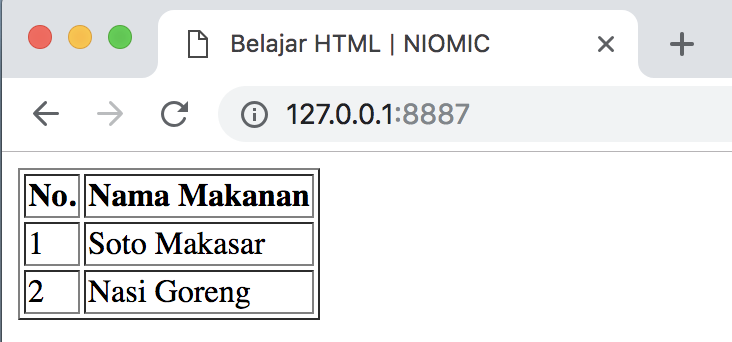 Belajar HTML | NIOMIC
127.0.0.1:8887
No. Nama Makanan
1 Soto Makasar
2 Nasi Goreng